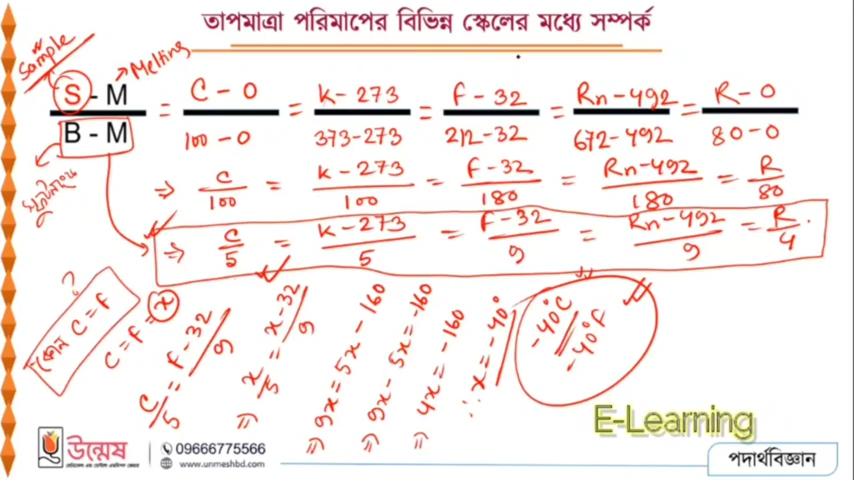 তাপমাত্রা পরিমাপের বিভিন্ন স্কেলের মধ্যে সম্পর্ক
Sample
Melting
S - M / B - M = C - 0 / 100 - 0 = K - 273 / 373 - 273 = F - 32 / 212 - 32 = Rn - 492 / 672 - 492 = R - 0 / 80 - 0
স্ফুটনাংক
⇒ C / 100 = K - 273 / 100 = F - 32 / 180 = Rn - 492 / 180 = R / 80
⇒ C / 5 = K - 273 / 5 = F - 32 / 9 = Rn - 492 / 9 = R / 4
?
কোন C = F
C = F = x
C / 5 = F - 32 / 9
⇒ x / 5 = x - 32 / 9
⇒ 9x = 5x - 160
⇒ 9x - 5x = -160
⇒ 4x = -160
∴ x = -40°
-40°C
-40°F
E-Learning
উন্মেষ
09666775566
www.unmeshbd.com
পদার্থবিজ্ঞান